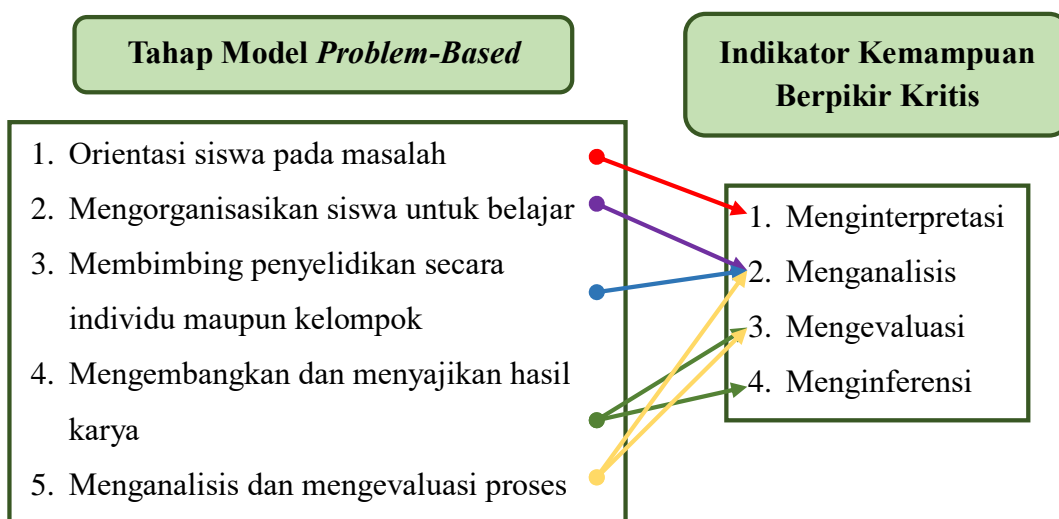 Tahap Model Problem-Based
Indikator Kemampuan
Berpikir Kritis
1. Orientasi siswa pada masalah
2. Mengorganisasikan siswa untuk belajar
3. Membimbing penyelidikan secara
individu maupun kelompok
4. Mengembangkan dan menyajikan hasil
karya
5. Menganalisis dan mengevaluasi proses
1. Menginterpretasi
2. Menganalisis
3. Mengevaluasi
4. Menginferensi